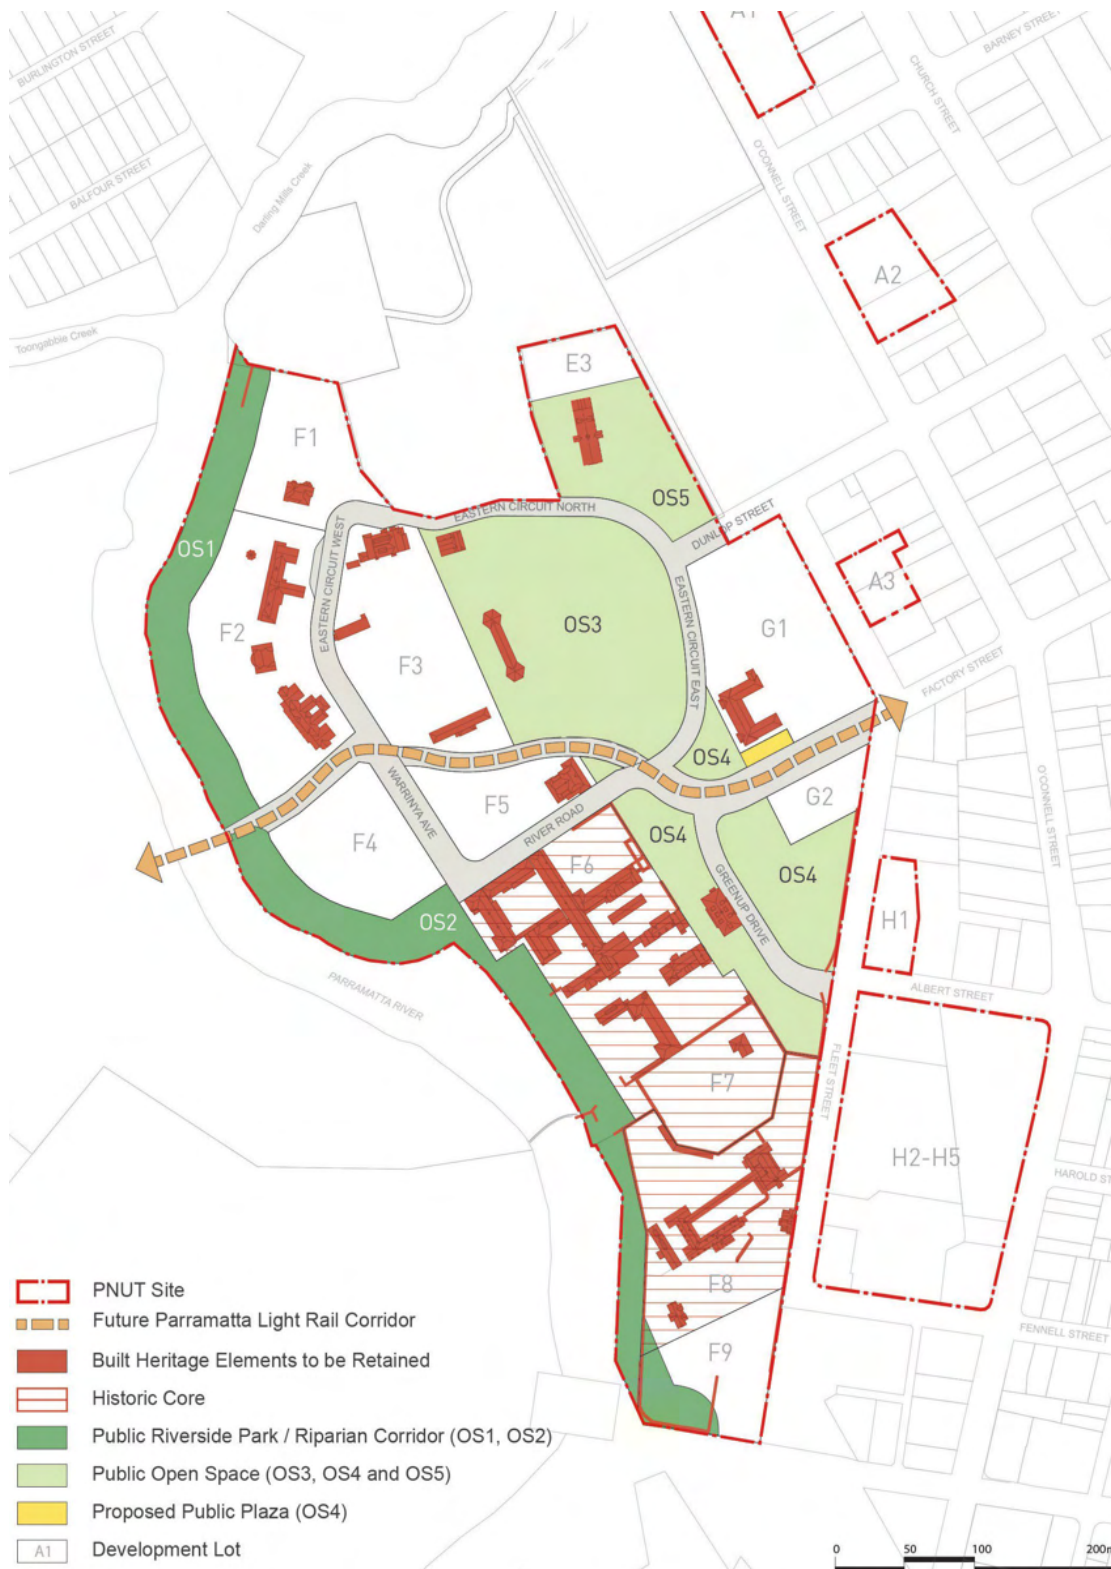 A1
BURLINGTON STREET
BARNEY STREET
CHURCH STREET
BALFOUR STREET
Darling Mills Creek
O'CONNELL STREET
A2
Toongabbie Creek
E3
F1
OS5
EASTERN CIRCUIT NORTH
DUNLOP STREET
OS1
EASTERN CIRCUIT WEST
A3
F2
OS3
EASTERN CIRCUIT EAST
G1
F3
FACTORY STREET
OS4
WARRINYA AVE
F5
G2
O'CONNELL STREET
RIVER ROAD
F4
OS4
F6
OS4
GREENUP DRIVE
OS2
H1
PARRAMATTA RIVER
ALBERT STREET
FLEET STREET
F7
H2-H5
HAROLD ST
F8
F9
FENNELL STREET
PNUT Site
Future Parramatta Light Rail Corridor
Built Heritage Elements to be Retained
Historic Core
Public Riverside Park / Riparian Corridor (OS1, OS2)
Public Open Space (OS3, OS4 and OS5)
Proposed Public Plaza (OS4)
A1 Development Lot
0 50 100 200m